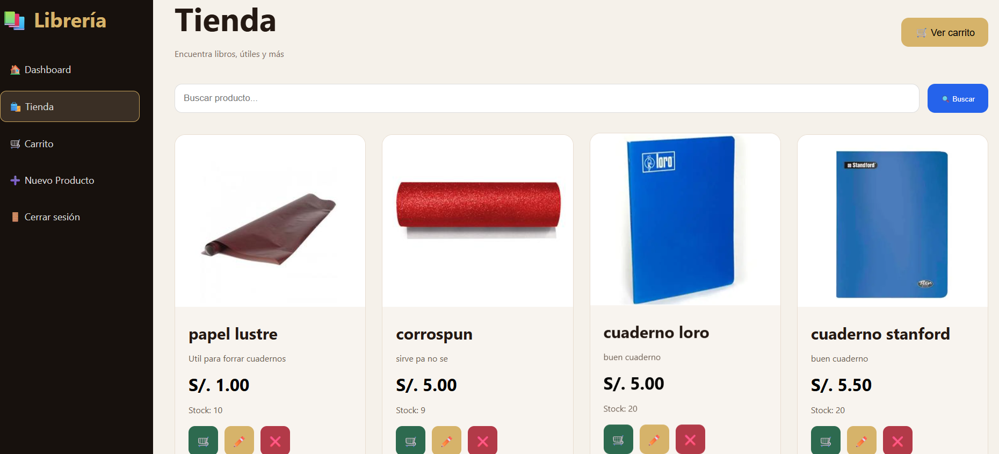 Librería
Dashboard
Tienda
Carrito
Nuevo Producto
Cerrar sesión
Tienda
Encuentra libros, útiles y más
Ver carrito
Buscar producto...
Buscar
loro
Standford
Teen
papel lustre
Util para forrar cuadernos
S/. 1.00
Stock: 10
corrospun
sirve pa no se
S/. 5.00
Stock: 9
cuaderno loro
buen cuaderno
S/. 5.00
Stock: 20
cuaderno stanford
buen cuaderno
S/. 5.50
Stock: 20